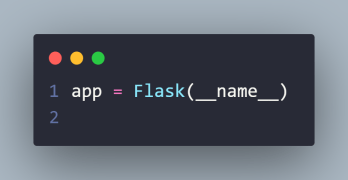 1 app = Flask(__name__)
2